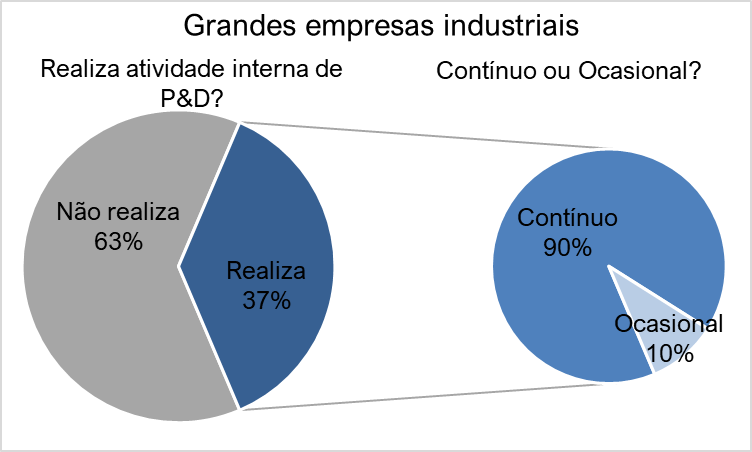 Grandes empresas industriais
Realiza atividade interna de
P&D?
Contínuo ou Ocasional?
Não realiza
63%
Realiza
37%
Contínuo
90%
Ocasional
10%